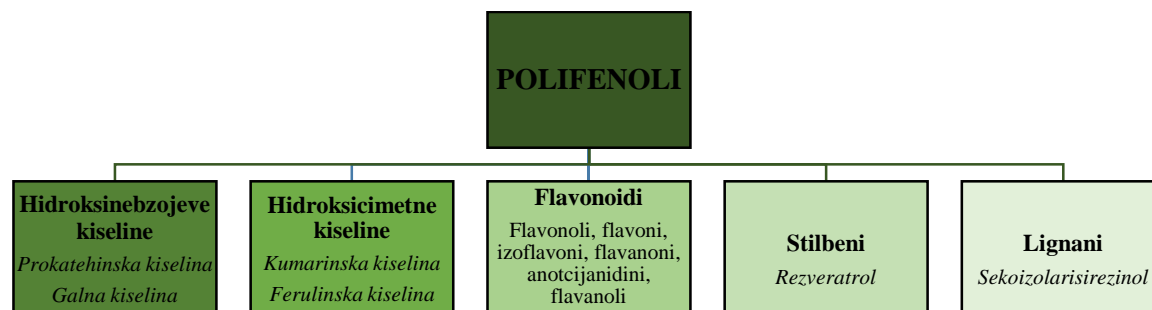 POLIFENOLI
Hidroksinebzojeve
kiseline
Prokatehinska kiselina
Galna kiselina
Hidroksicimetne
kiseline
Kumarinska kiselina
Ferulinska kiselina
Flavonoidi
Flavonoli, flavoni,
izoflavoni, flavanoni,
anotcijanidini,
flavanoli
Stilbeni
Rezveratrol
Lignani
Sekoizolarisirezinol